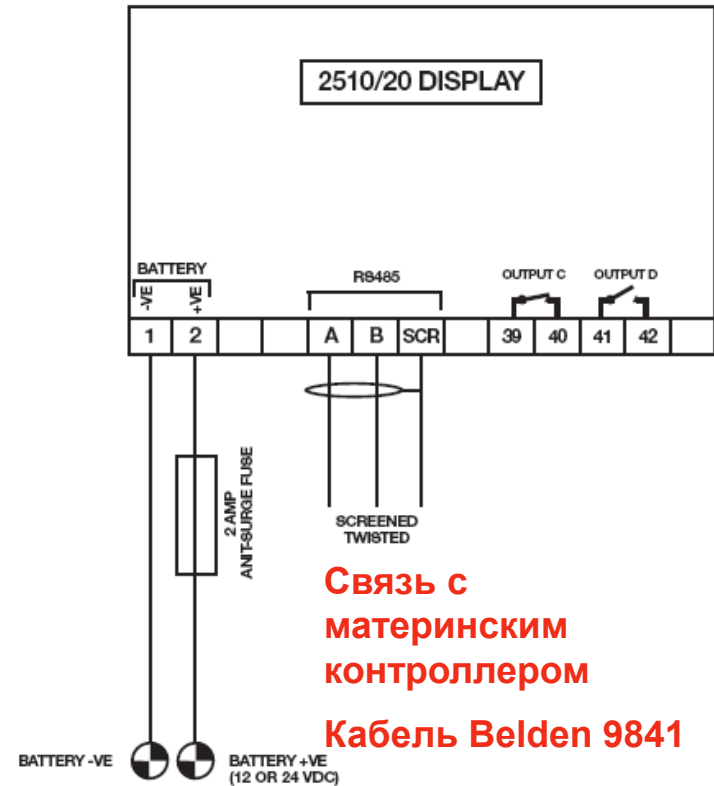 2510/20 DISPLAY
BATTERY
-VE
+VE
RS485
OUTPUT C
OUTPUT D
1 2 A B SCR 39 40 41 42
2 AMP
ANIT-SURGE FUSE
SCREENED
TWISTED
Связь с
материнским
контроллером
Кабель Belden 9841
BATTERY -VE
BATTERY +VE
(12 OR 24 VDC)